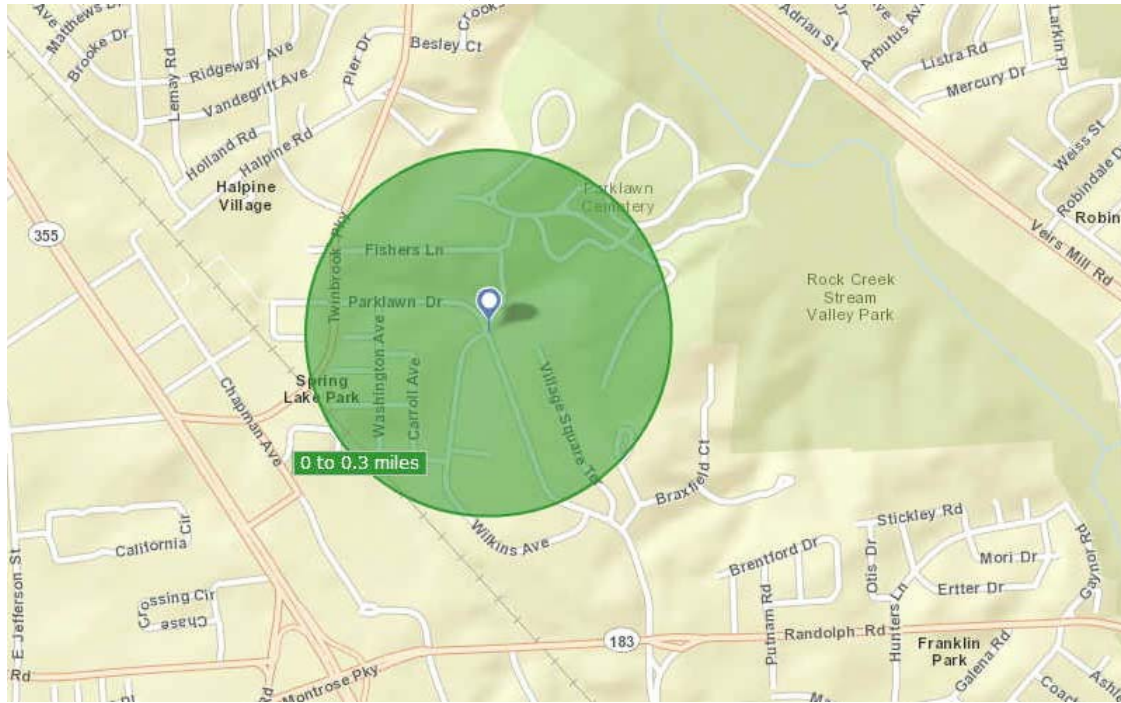 Ave
Matthews Dr
Brooke Dr
Lemay Rd
Ridgeway Ave
Vandegrift Ave
Pier Dr
Besley Ct
Adrian St
Ave
Arbutus Ave
Listra Rd
Larkin Pl
Mercury Dr
Weiss St
Robindale D
Robin
Holland Rd
Halpine Rd
Halpine
Village
Parklawn
Cemetery
355
Twinbrook Pky
Fishers Ln
Veirs Mill Rd
Rock Creek
Stream
Valley Park
Parklawn Dr
Washington Ave
Carroll Ave
Spring
Lake Park
Village Square Te
Chapman Ave
0 to 0.3 miles
Braxfield Ct
Wilkins Ave
Stickley Rd
California Cir
Brentford Dr
Otis Dr
Mori Dr
Ertter Dr
Gaynor Rd
Crossing Cir
Chase
E Jefferson St
Putnam Rd
Hunters Ln
183
Randolph Rd
Franklin
Park
Galena Rd
Rd
Rd
Montrose Pky
Coach
Ashle